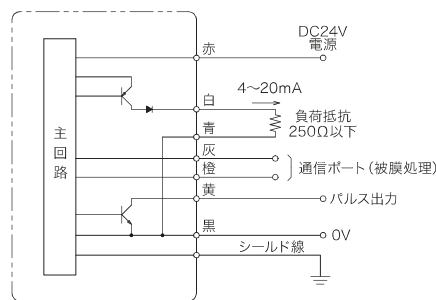 赤
DC24V
電源
主回路
白
4～20mA
青
負荷抵抗
250Ω以下
灰
橙
通信ポート（被膜処理）
黄
パルス出力
黒
0V
シールド線